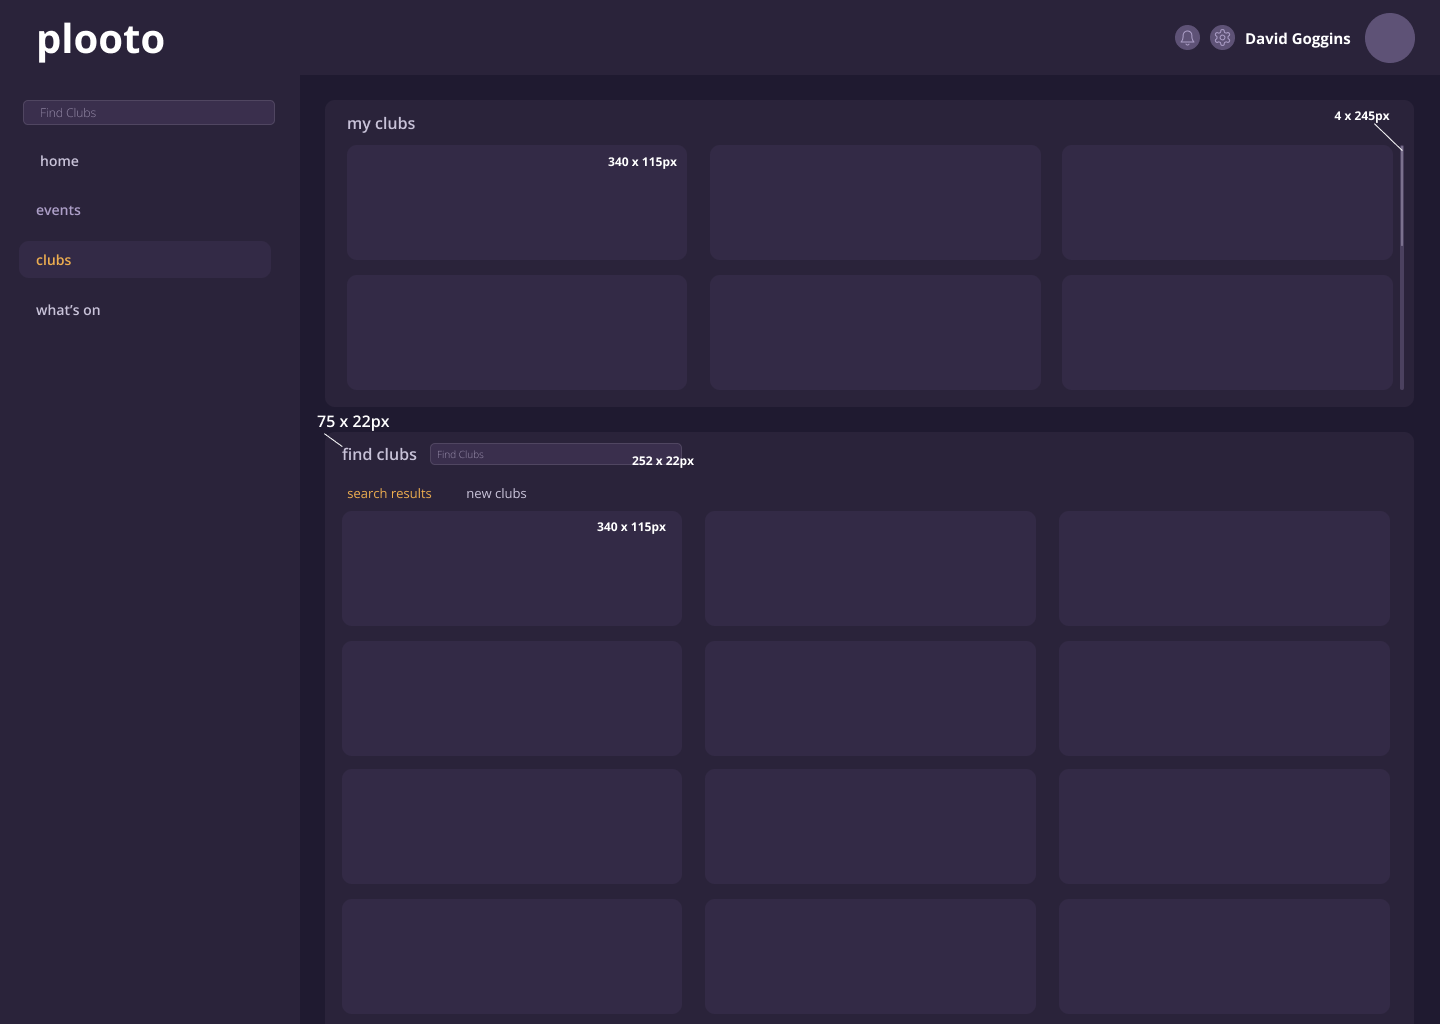 plooto
David Goggins
Find Clubs
home
events
clubs
what’s on
my clubs
4 x 245px
340 x 115px
75 x 22px
find clubs
Find Clubs
252 x 22px
search results
new clubs
340 x 115px